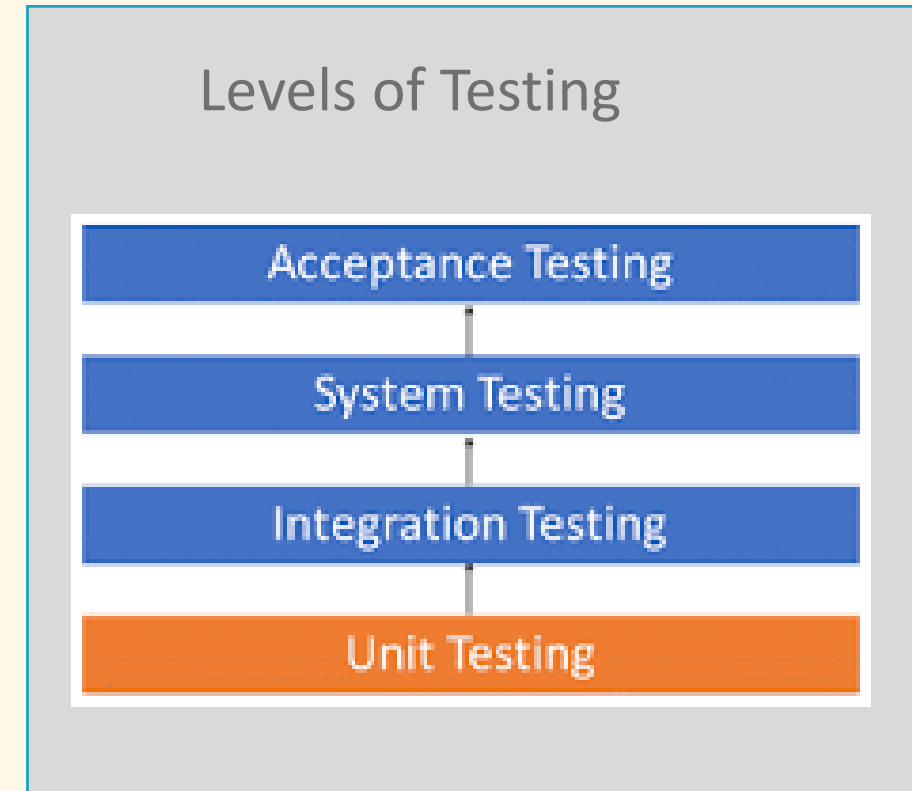 Levels of Testing
Acceptance Testing
System Testing
Integration Testing
Unit Testing